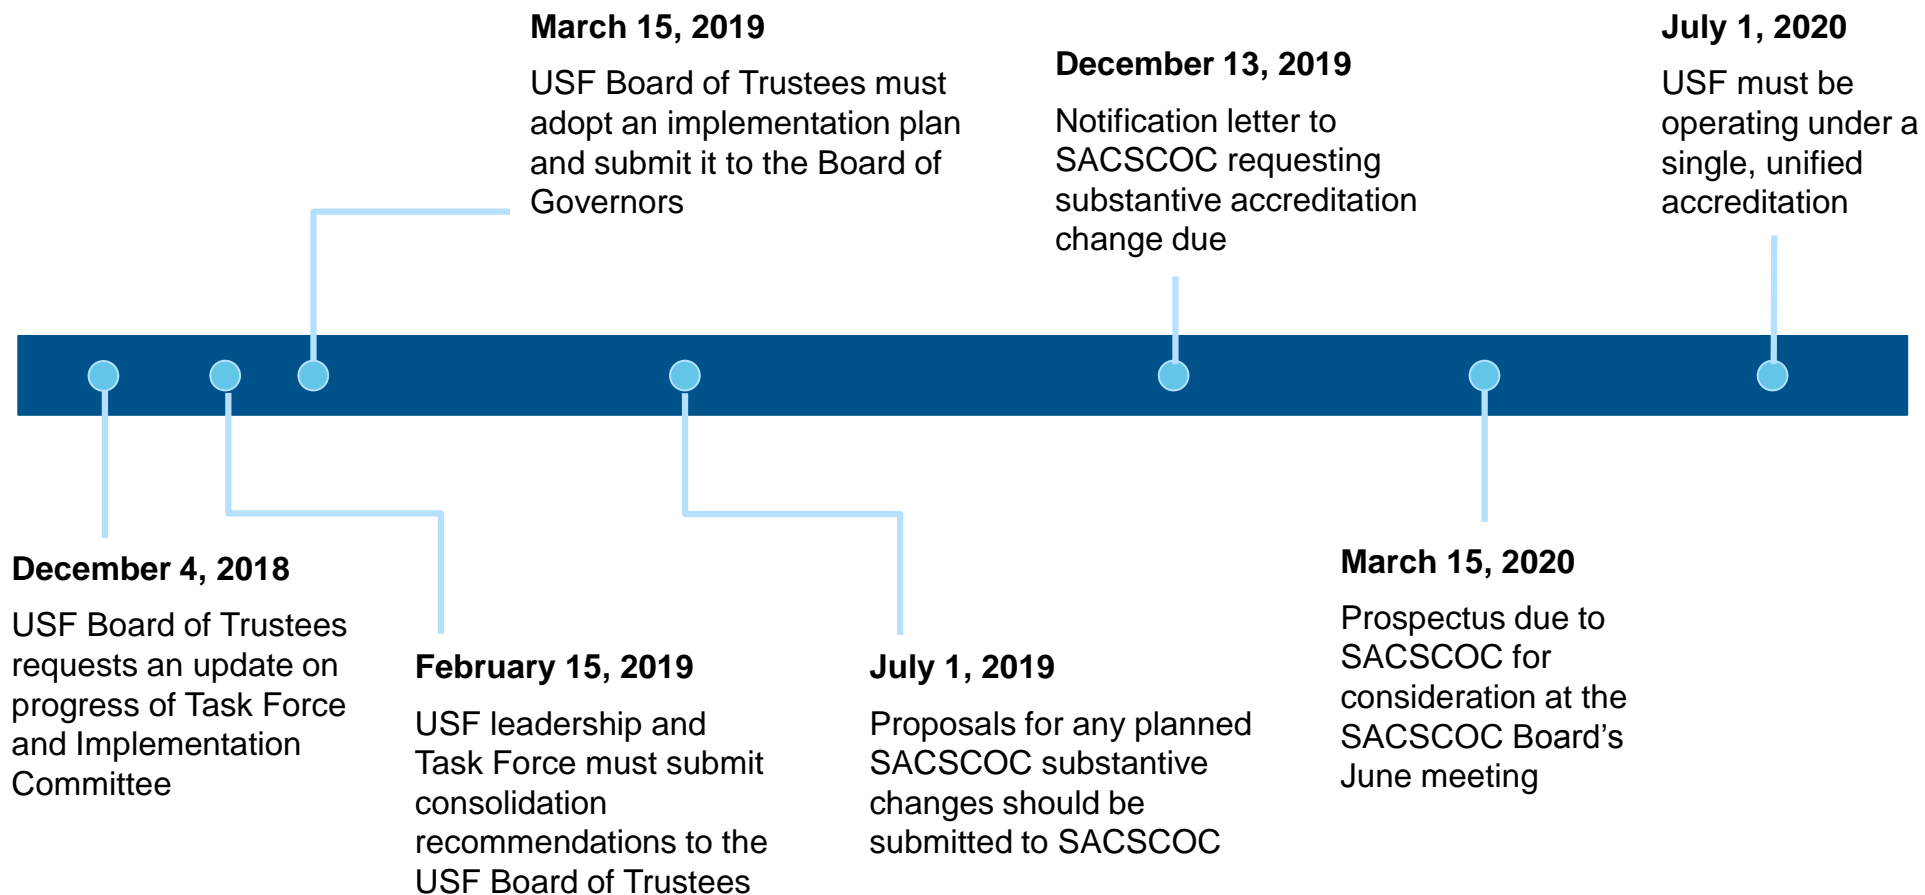 March 15, 2019
USF Board of Trustees must
adopt an implementation plan
and submit it to the Board of
Governors
December 13, 2019
Notification letter to
SACSCOC requesting
substantive accreditation
change due
July 1, 2020
USF must be
operating under a
single, unified
accreditation
December 4, 2018
USF Board of Trustees
requests an update on
progress of Task Force
and Implementation
Committee
February 15, 2019
USF leadership and
Task Force must submit
consolidation
recommendations to the
USF Board of Trustees
July 1, 2019
Proposals for any planned
SACSCOC substantive
changes should be
submitted to SACSCOC
March 15, 2020
Prospectus due to
SACSCOC for
consideration at the
SACSCOC Board’s
June meeting